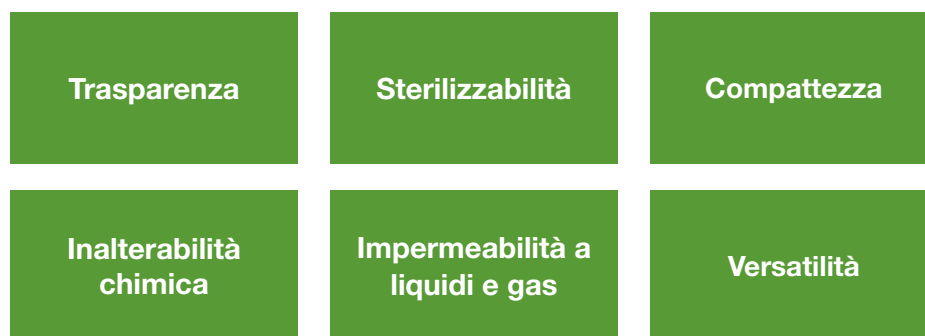 Trasparenza
Sterilizzabilità
Compattezza
Inalterabilità
chimica
Impermeabilità a
liquidi e gas
Versatilità